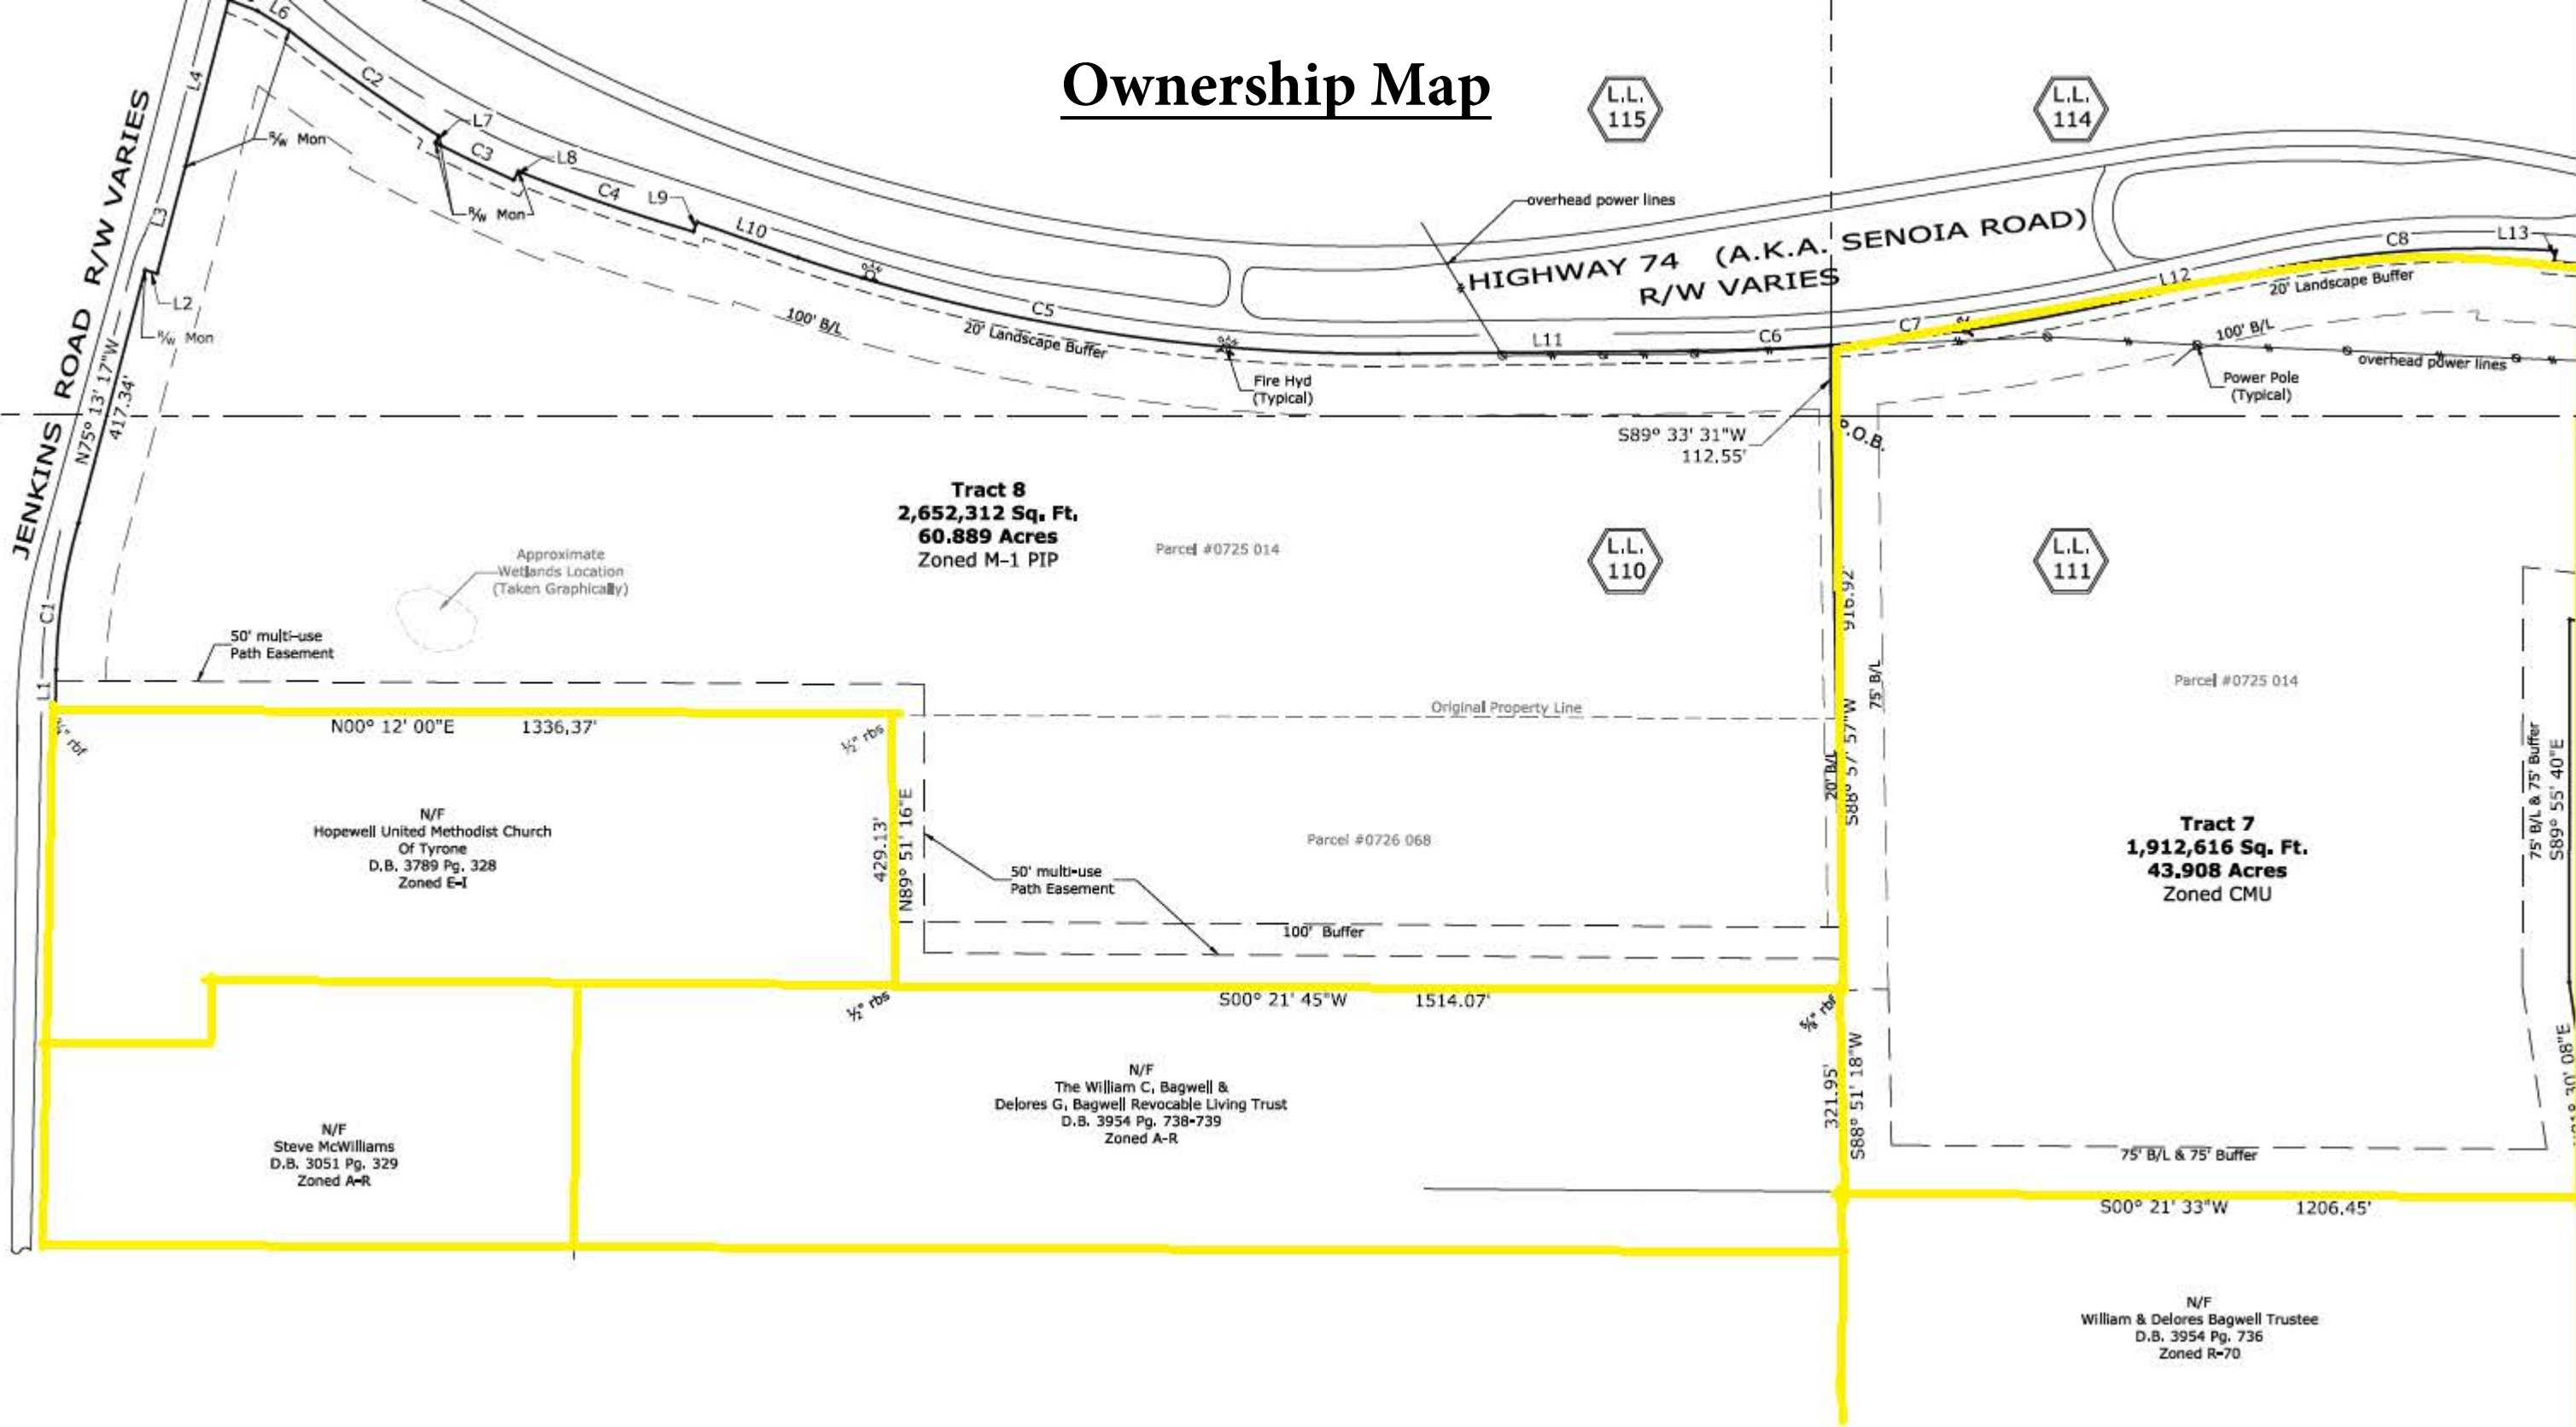 Ownership Map
L.L.
115
L.L.
114
L6
C2
L4
L7
C3
L8
C4
L9
L10
R/W Mon
R/W Mon
L3
L2
R/W Mon
JENKINS ROAD R/W VARIES
N75° 13' 17"W
417.34'
C1
L1
overhead power lines
HIGHWAY 74 (A.K.A. SENOIA ROAD)
R/W VARIES
C8
L13
L12
20' Landscape Buffer
C5
100' B/L
20' Landscape Buffer
L11
C6
C7
100' B/L
overhead power lines
Fire Hyd
(Typical)
Power Pole
(Typical)
S89° 33' 31"W
112.55'
P.O.B.
Tract 8
2,652,312 Sq. Ft.
60.889 Acres
Zoned M-1 PIP
Parcel #0725 014
L.L.
110
L.L.
111
Approximate
Wetlands Location
(Taken Graphically)
50' multi-use
Path Easement
916.92'
S88° 57' 57"W
75' B/L
20' B/L
Parcel #0725 014
Original Property Line
N00° 12' 00"E 1336.37'
1/2" rbs
N/F
Hopewell United Methodist Church
Of Tyrone
D.B. 3789 Pg. 328
Zoned E-I
429.13'
N89° 51' 16"E
Parcel #0726 068
50' multi-use
Path Easement
100' Buffer
Tract 7
1,912,616 Sq. Ft.
43.908 Acres
Zoned CMU
75' B/L & 75' Buffer
S89° 55' 40"E
1/2" rbs
S00° 21' 45"W 1514.07'
5/8" rbf
N/F
The William C. Bagwell &
Delores G. Bagwell Revocable Living Trust
D.B. 3954 Pg. 738-739
Zoned A-R
321.95'
S88° 51' 18"W
N/F
Steve McWilliams
D.B. 3051 Pg. 329
Zoned A-R
75' B/L & 75' Buffer
S00° 21' 33"W 1206.45'
N/F
William & Delores Bagwell Trustee
D.B. 3954 Pg. 736
Zoned R-70